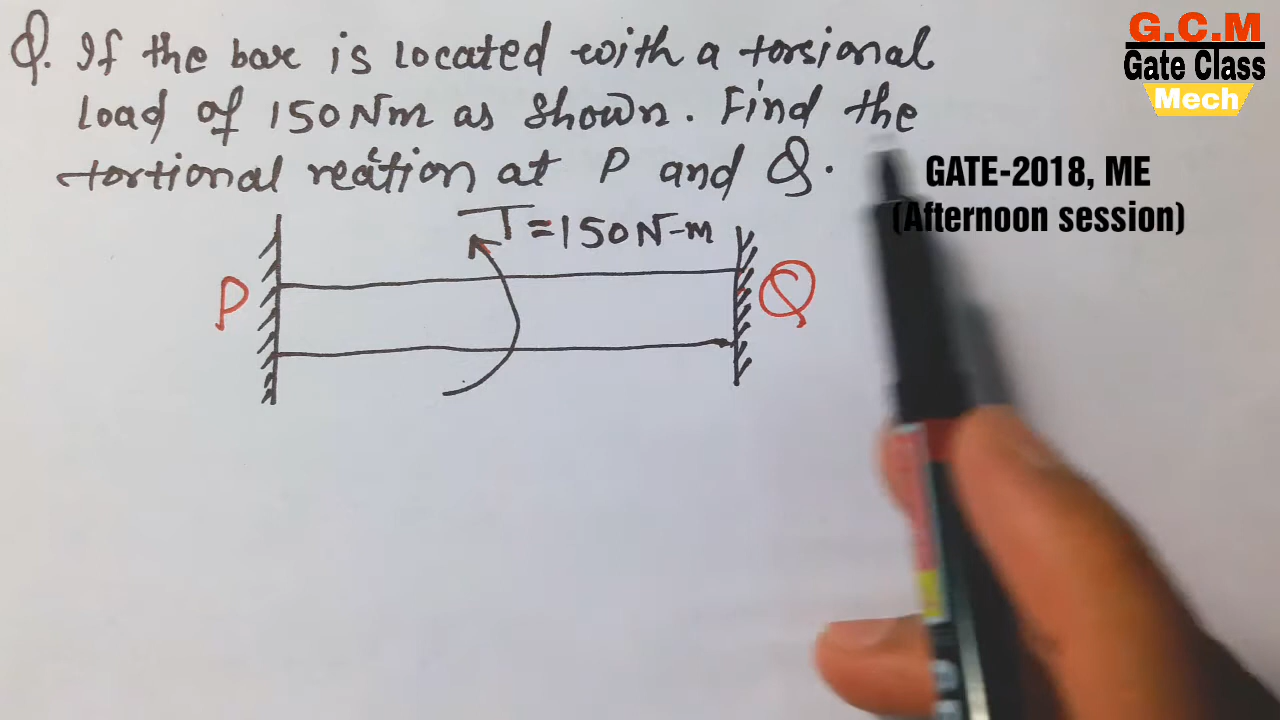 Q. If the bar is located with a torsional
load of 150Nm as shown. Find the
tortional reation at P and Q.
T=150N-m
P
Q
G.C.M
Gate Class
Mech
GATE-2018, ME
(Afternoon session)